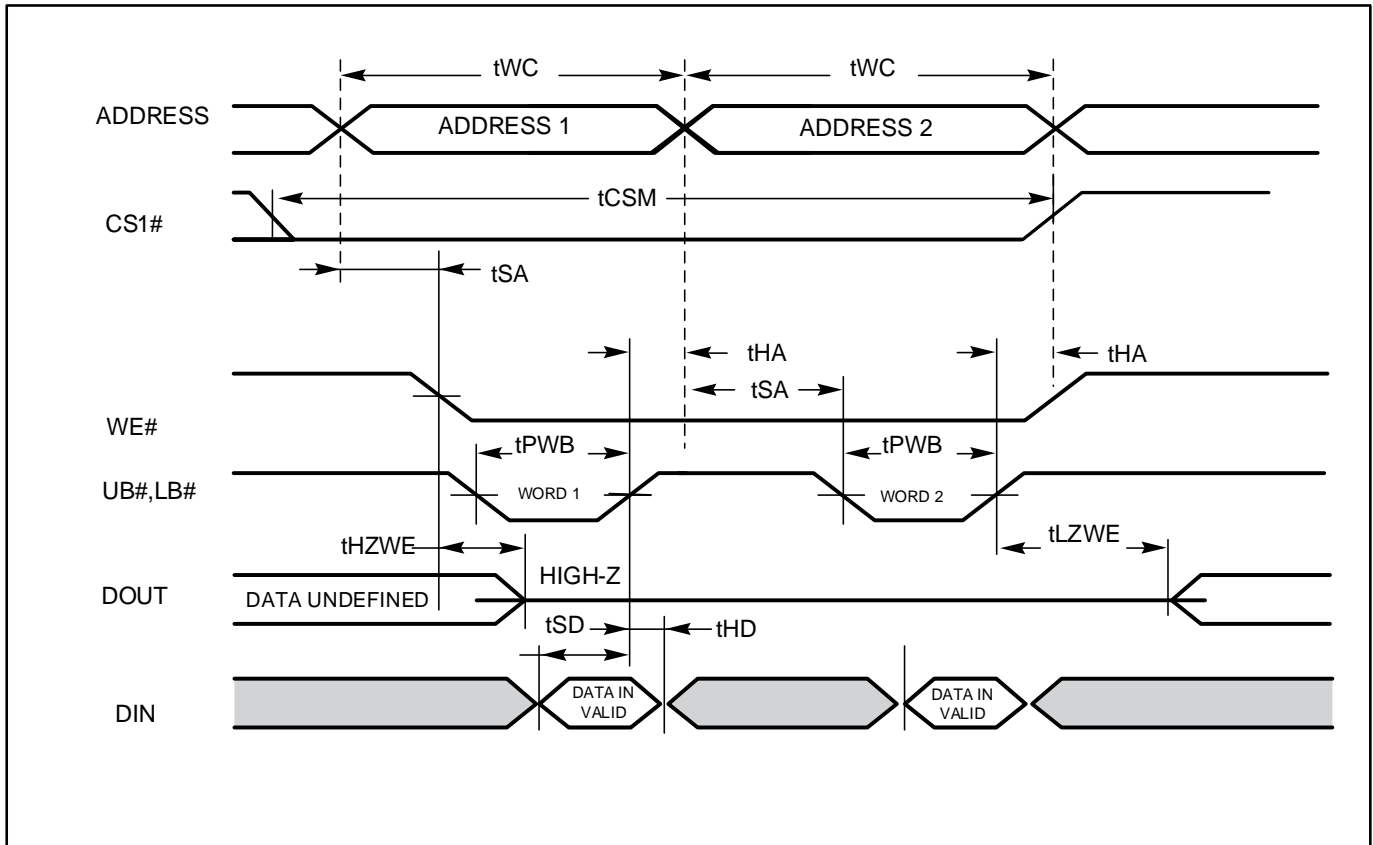 tWC tWC
ADDRESS ADDRESS 1 ADDRESS 2
tCSM
CS1#
tSA
tHA tHA
tSA
WE#
tPWB tPWB
UB#,LB# WORD 1 WORD 2
tHZWE tLZWE
HIGH-Z
DOUT DATA UNDEFINED
tSD tHD
DIN DATA IN VALID DATA IN VALID